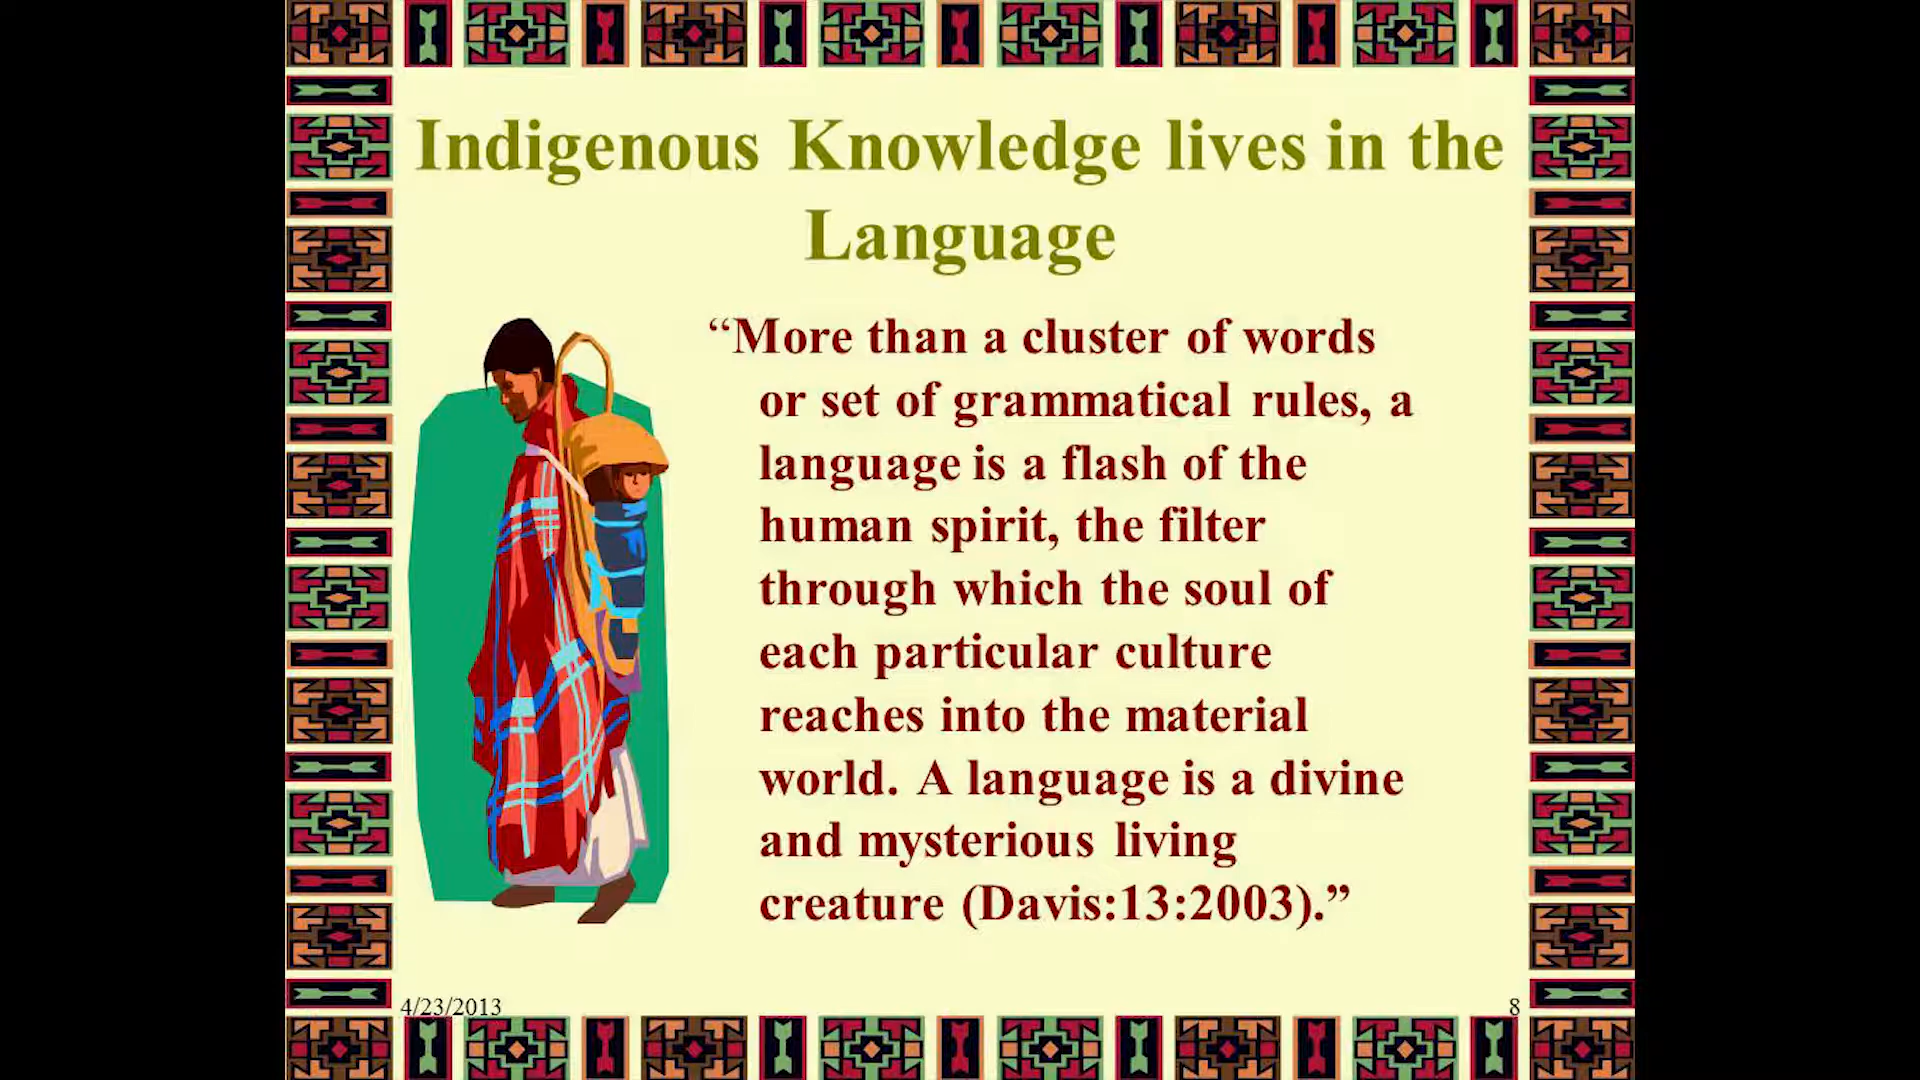 Indigenous Knowledge lives in the
Language
“More than a cluster of words
or set of grammatical rules, a
language is a flash of the
human spirit, the filter
through which the soul of
each particular culture
reaches into the material
world. A language is a divine
and mysterious living
creature (Davis:13:2003).”
4/23/2013
8